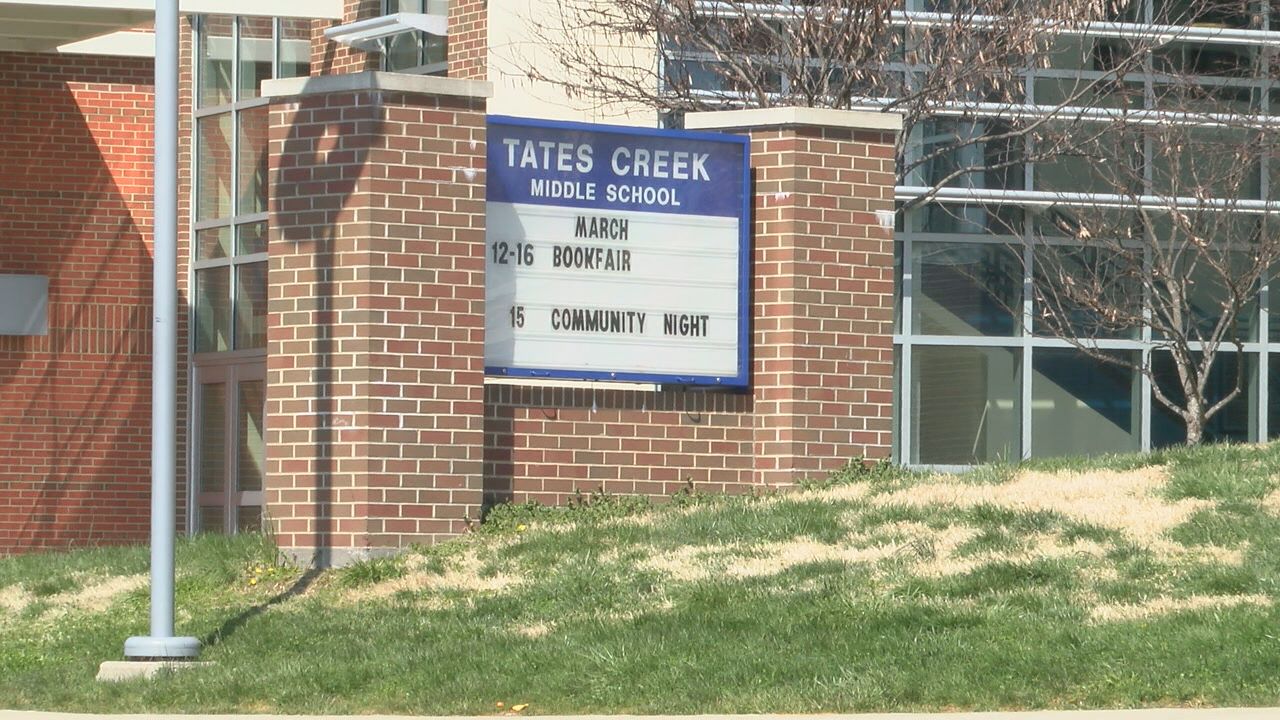 TATES CREEK
MIDDLE SCHOOL
MARCH
12-16 BOOKFAIR
15 COMMUNITY NIGHT